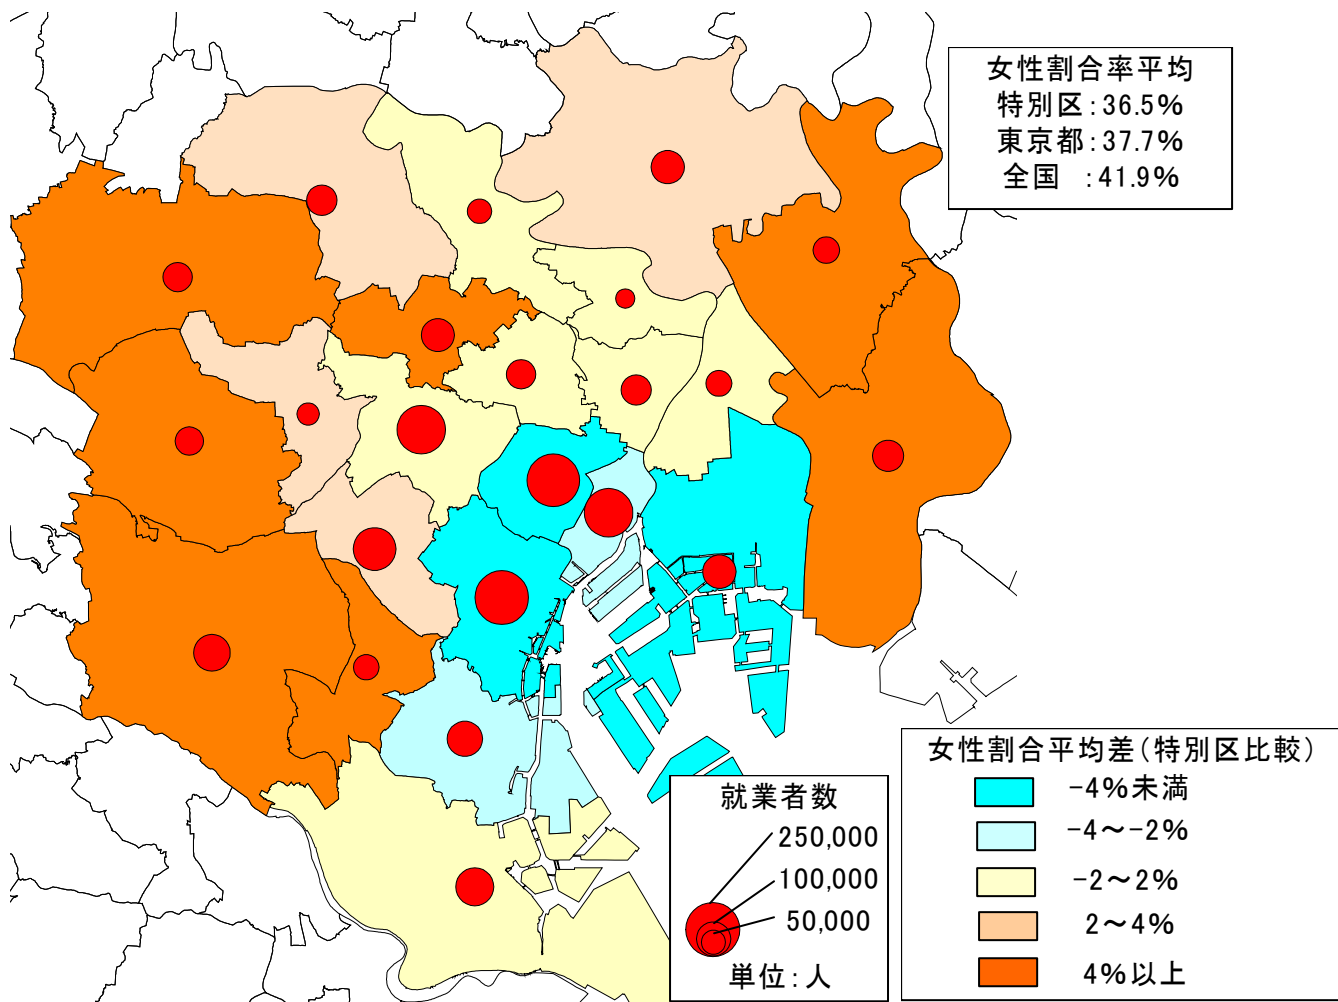 女性割合率平均
特別区:36.5%
東京都:37.7%
全国 :41.9%
就業者数
250,000
100,000
50,000
単位:人
女性割合平均差(特別区比較)
-4%未満
-4～-2%
-2～2%
2～4%
4%以上